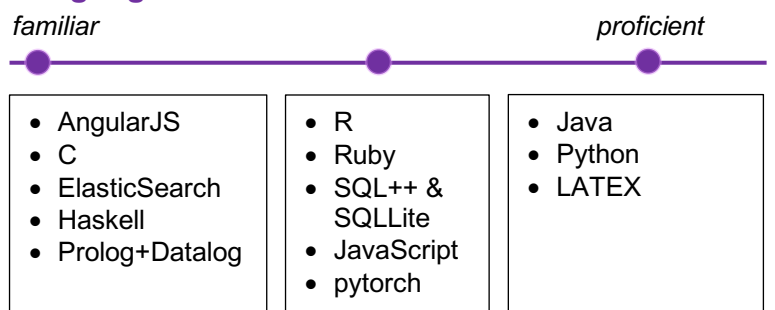 familiar
proficient
• AngularJS
• C
• ElasticSearch
• Haskell
• Prolog+Datalog
• R
• Ruby
• SQL++ &
SQLLite
• JavaScript
• pytorch
• Java
• Python
• LATEX